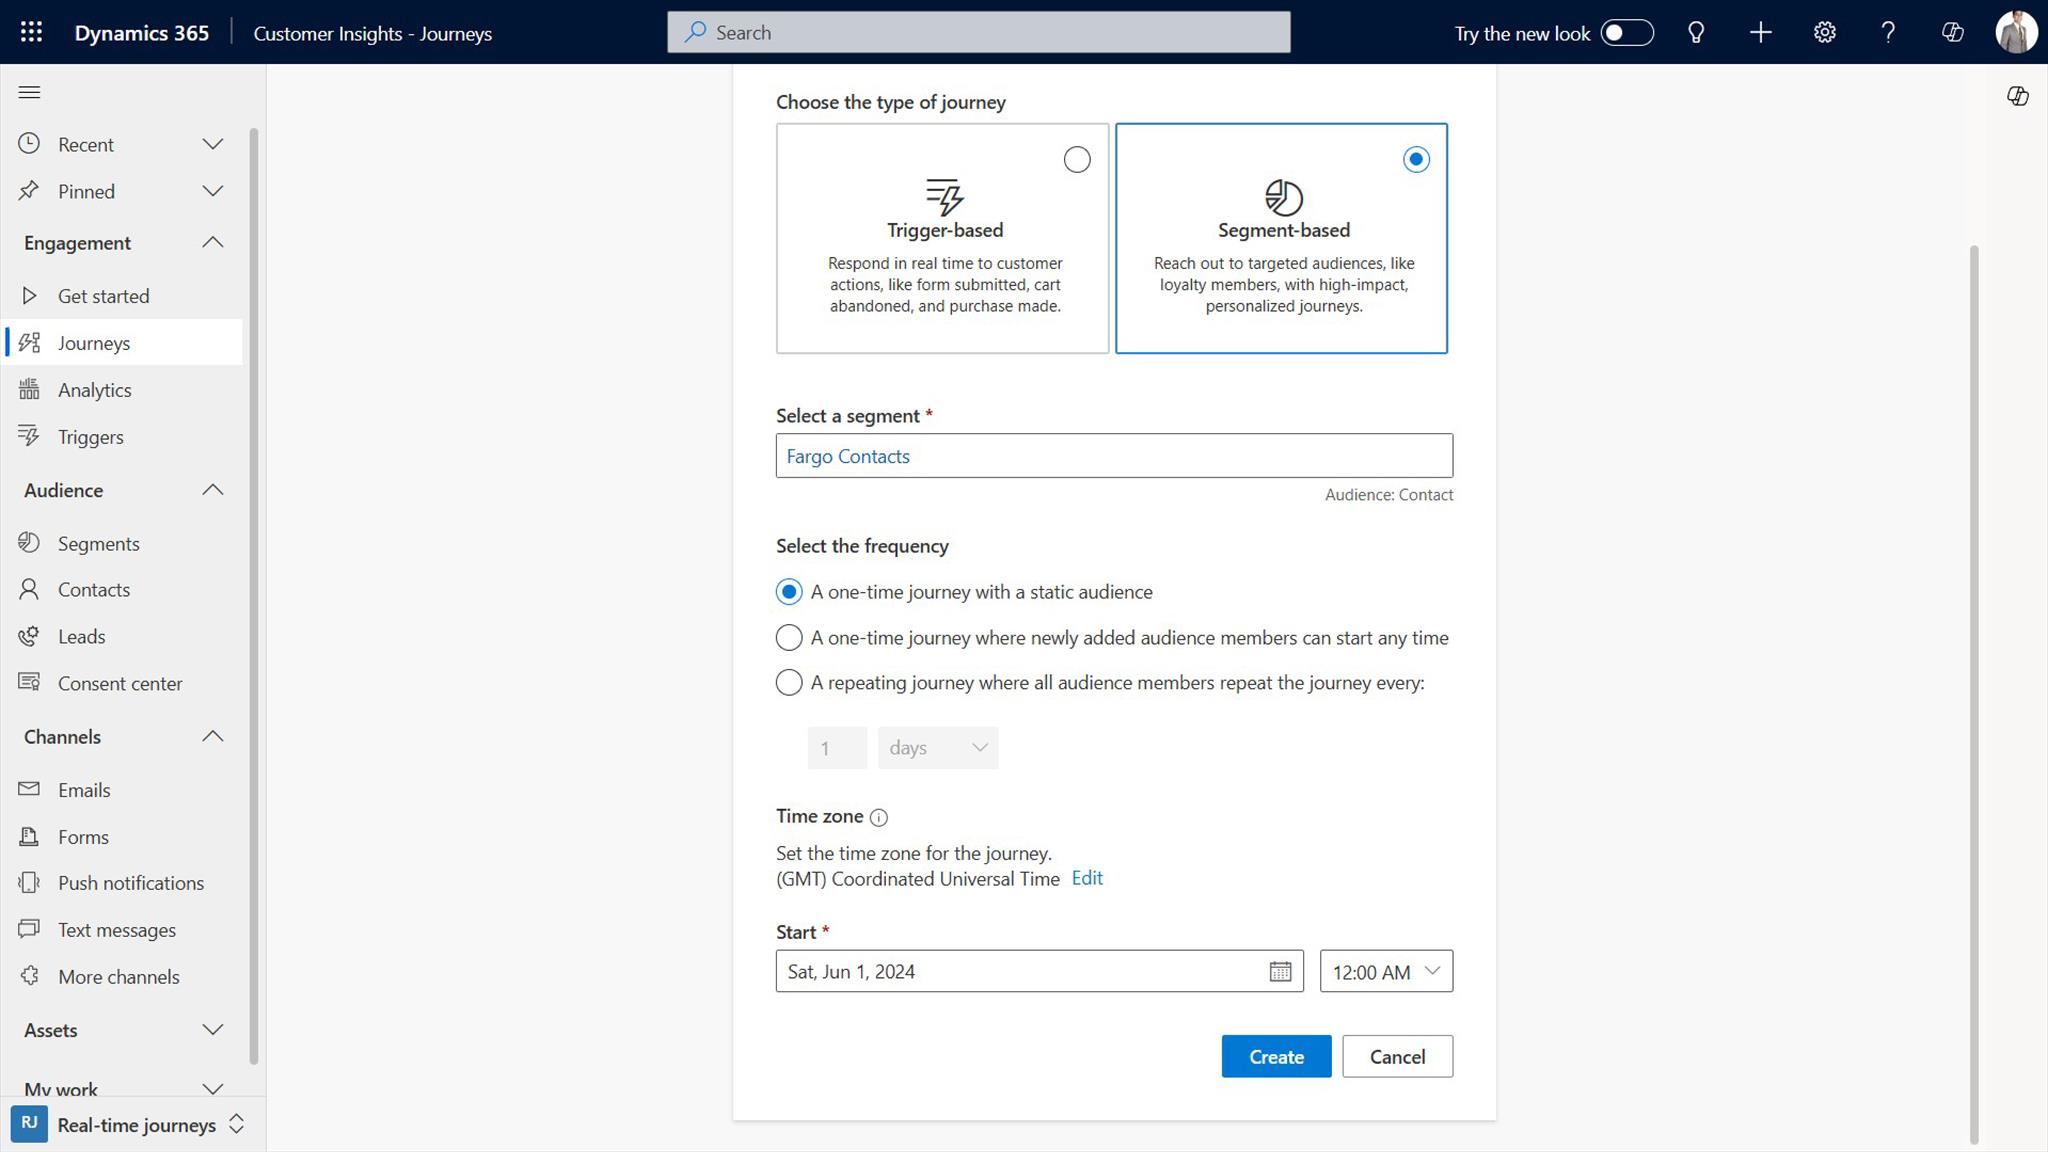 Dynamics 365
Customer Insights - Journeys
Search
Try the new look
Recent
Pinned
Engagement
Get started
Journeys
Analytics
Triggers
Audience
Segments
Contacts
Leads
Consent center
Channels
Emails
Forms
Push notifications
Text messages
More channels
Assets
My work
RJ
Real-time journeys
Choose the type of journey
Trigger-based
Respond in real time to customer
actions, like form submitted, cart
abandoned, and purchase made.
Segment-based
Reach out to targeted audiences, like
loyalty members, with high-impact,
personalized journeys.
Select a segment *
Fargo Contacts
Audience: Contact
Select the frequency
A one-time journey with a static audience
A one-time journey where newly added audience members can start any time
A repeating journey where all audience members repeat the journey every:
1
days
Time zone
Set the time zone for the journey.
(GMT) Coordinated Universal Time Edit
Start *
Sat, Jun 1, 2024
12:00 AM
Create
Cancel